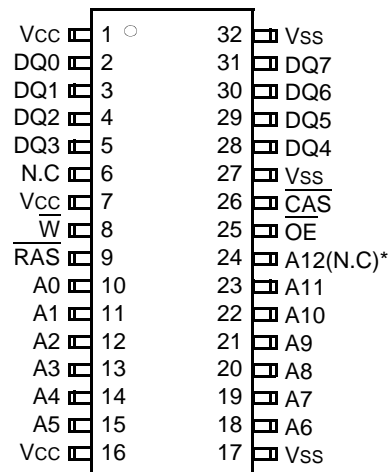 Vcc 1 32 Vss
DQ0 2 31 DQ7
DQ1 3 30 DQ6
DQ2 4 29 DQ5
DQ3 5 28 DQ4
N.C 6 27 Vss
Vcc 7 26 C̅A̅S̅
W̅ 8 25 O̅E̅
R̅A̅S̅ 9 24 A12(N.C)*
A0 10 23 A11
A1 11 22 A10
A2 12 21 A9
A3 13 20 A8
A4 14 19 A7
A5 15 18 A6
Vcc 16 17 Vss